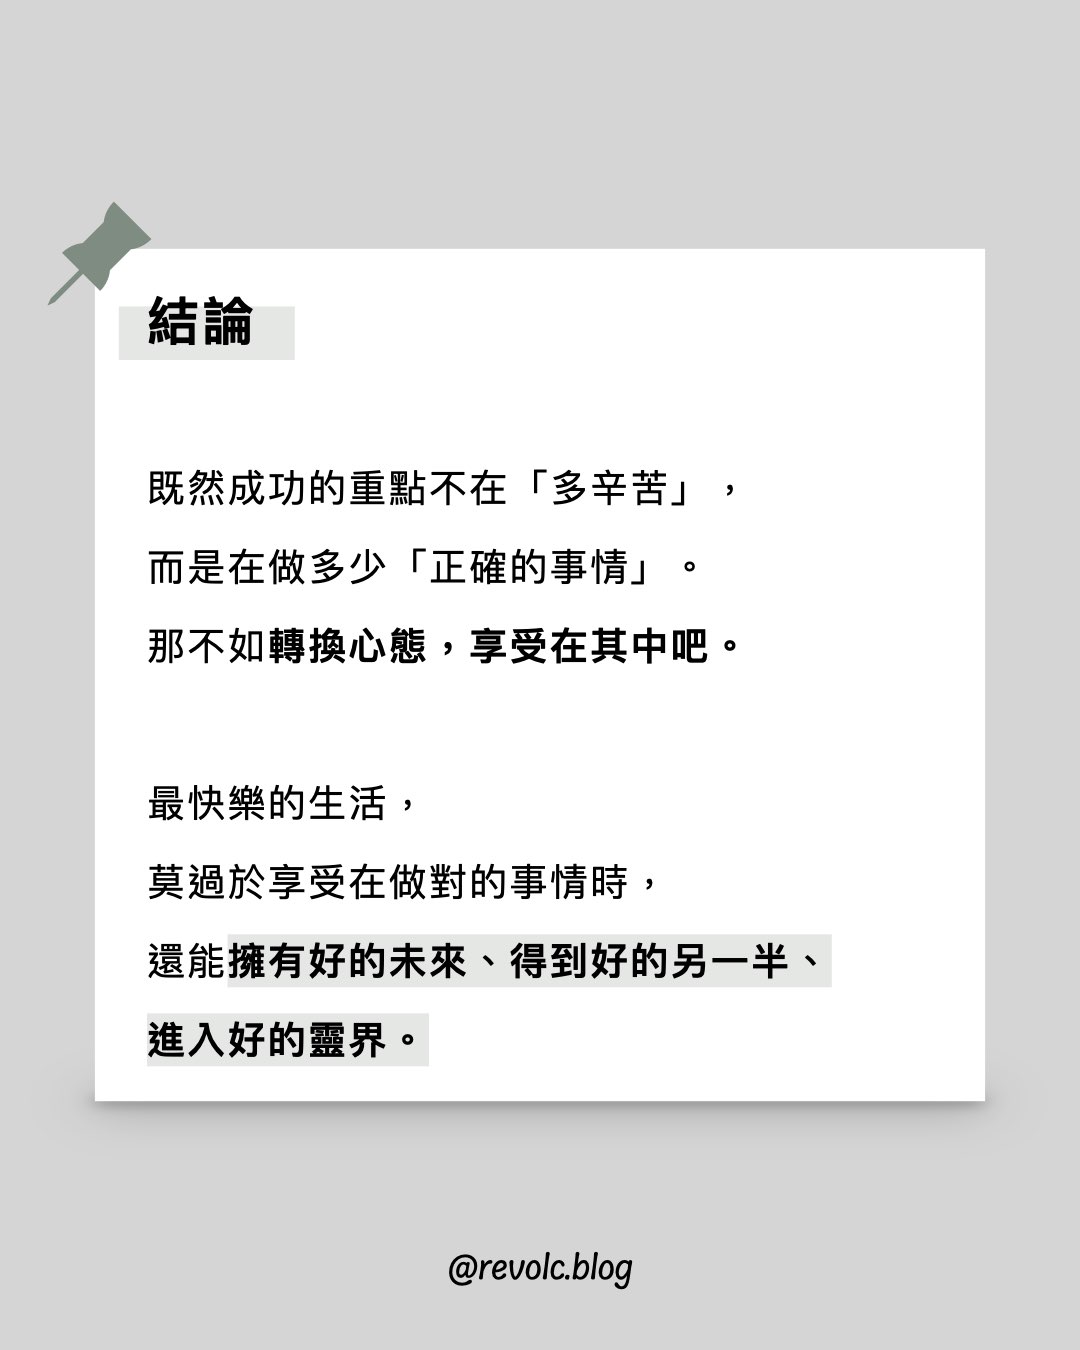 結論
既然成功的重點不在「多辛苦」，
而是在做多少「正確的事情」。
那不如轉換心態，享受在其中吧。
最快樂的生活，
莫過於享受在做對的事情時，
還能擁有好的未來、得到好的另一半、
進入好的靈界。
@revolc.blog